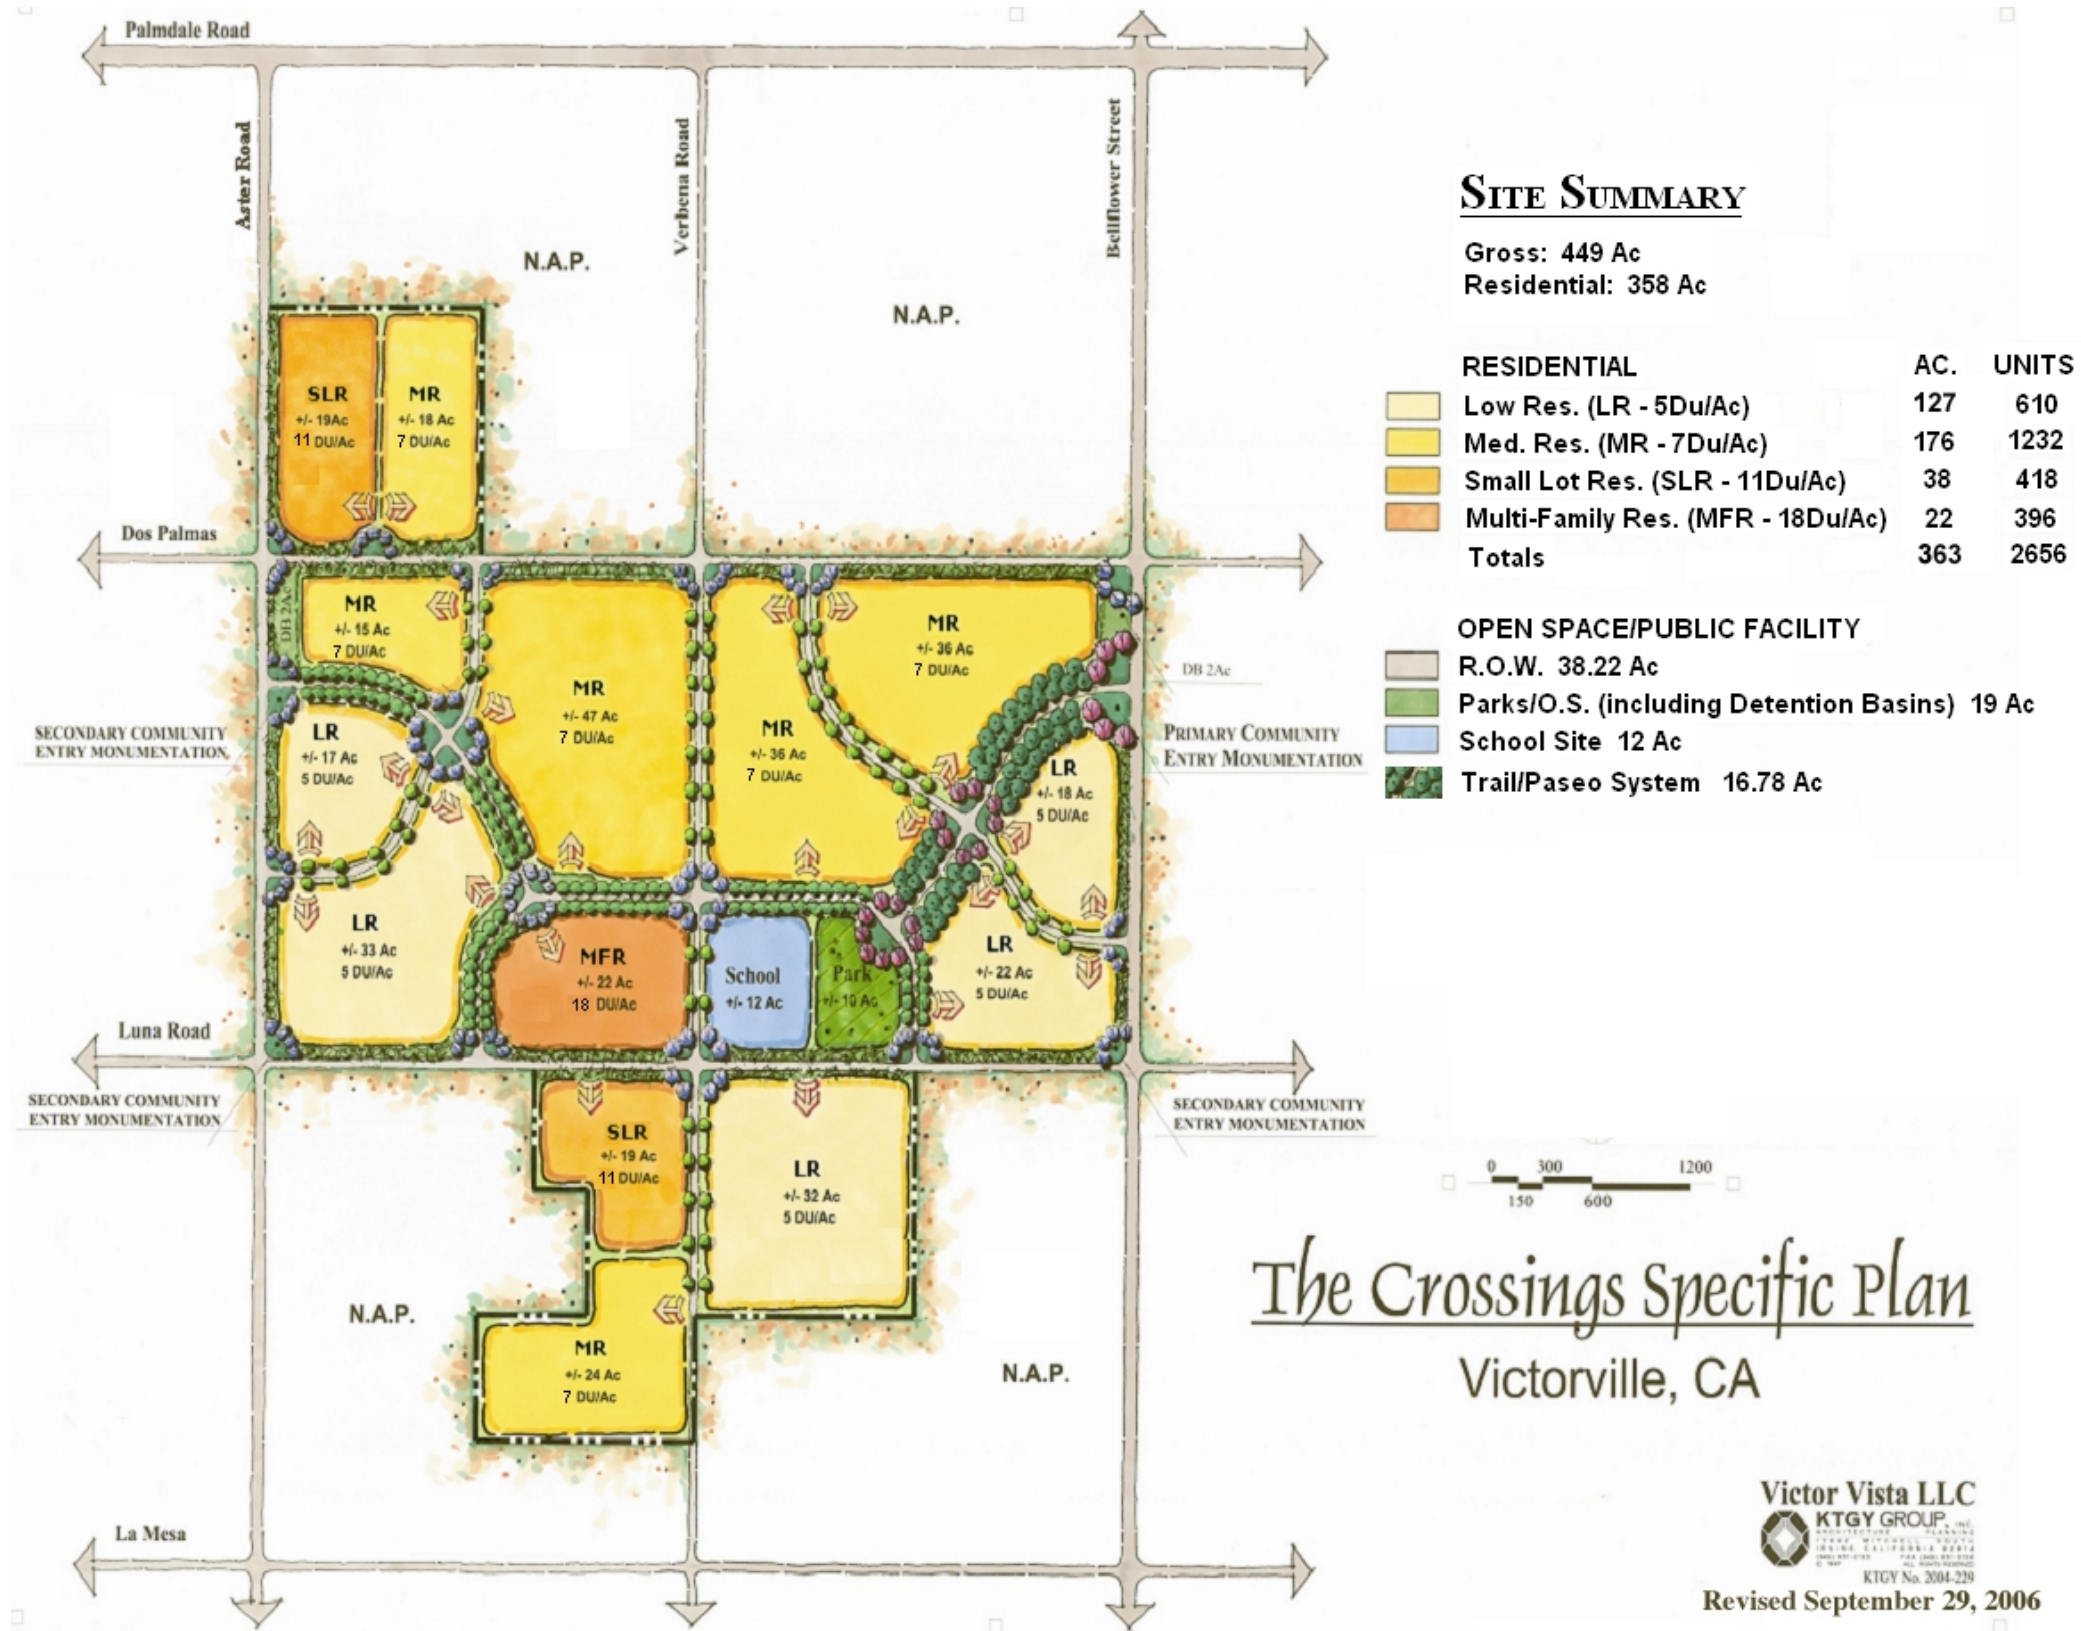 Palmdale Road
Aster Road
Verbena Road
Bellflower Street
N.A.P.
N.A.P.
SLR
+/- 19Ac
11 DU/Ac
MR
+/- 18 Ac
7 DU/Ac
Dos Palmas
DB 2Ac
MR
+/- 15 Ac
7 DU/Ac
MR
+/- 47 Ac
7 DU/Ac
MR
+/- 36 Ac
7 DU/Ac
MR
+/- 36 Ac
7 DU/Ac
DB 2Ac
SECONDARY COMMUNITY
ENTRY MONUMENTATION
LR
+/- 17 Ac
5 DU/Ac
PRIMARY COMMUNITY
ENTRY MONUMENTATION
LR
+/- 18 Ac
5 DU/Ac
LR
+/- 33 Ac
5 DU/Ac
MFR
+/- 22 Ac
18 DU/Ac
School
+/- 12 Ac
Park
+/- 10 Ac
LR
+/- 22 Ac
5 DU/Ac
Luna Road
SECONDARY COMMUNITY
ENTRY MONUMENTATION
SECONDARY COMMUNITY
ENTRY MONUMENTATION
SLR
+/- 19 Ac
11 DU/Ac
LR
+/- 32 Ac
5 DU/Ac
N.A.P.
MR
+/- 24 Ac
7 DU/Ac
N.A.P.
La Mesa
SITE SUMMARY
Gross: 449 Ac
Residential: 358 Ac
RESIDENTIAL AC. UNITS
Low Res. (LR - 5Du/Ac) 127 610
Med. Res. (MR - 7Du/Ac) 176 1232
Small Lot Res. (SLR - 11Du/Ac) 38 418
Multi-Family Res. (MFR - 18Du/Ac) 22 396
Totals 363 2656
OPEN SPACE/PUBLIC FACILITY
R.O.W. 38.22 Ac
Parks/O.S. (including Detention Basins) 19 Ac
School Site 12 Ac
Trail/Paseo System 16.78 Ac
0 300 1200
150 600
The Crossings Specific Plan
Victorville, CA
Victor Vista LLC
KTGY GROUP, INC.
ARCHITECTURE PLANNING
KTGY No. 2004-229
Revised September 29, 2006